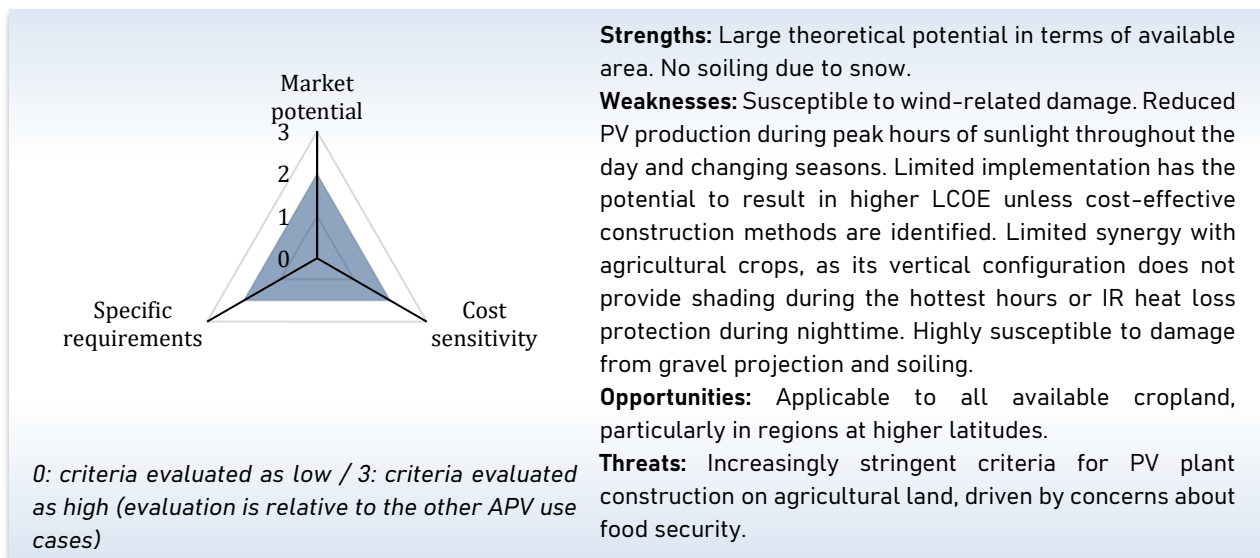 Market
potential
3
2
1
0
Specific
requirements
Cost
sensitivity
0: criteria evaluated as low / 3: criteria evaluated
as high (evaluation is relative to the other APV use
cases)
Strengths: Large theoretical potential in terms of available
area. No soiling due to snow.
Weaknesses: Susceptible to wind-related damage. Reduced
PV production during peak hours of sunlight throughout the
day and changing seasons. Limited implementation has the
potential to result in higher LCOE unless cost-effective
construction methods are identified. Limited synergy with
agricultural crops, as its vertical configuration does not
provide shading during the hottest hours or IR heat loss
protection during nighttime. Highly susceptible to damage
from gravel projection and soiling.
Opportunities: Applicable to all available cropland,
particularly in regions at higher latitudes.
Threats: Increasingly stringent criteria for PV plant
construction on agricultural land, driven by concerns about
food security.